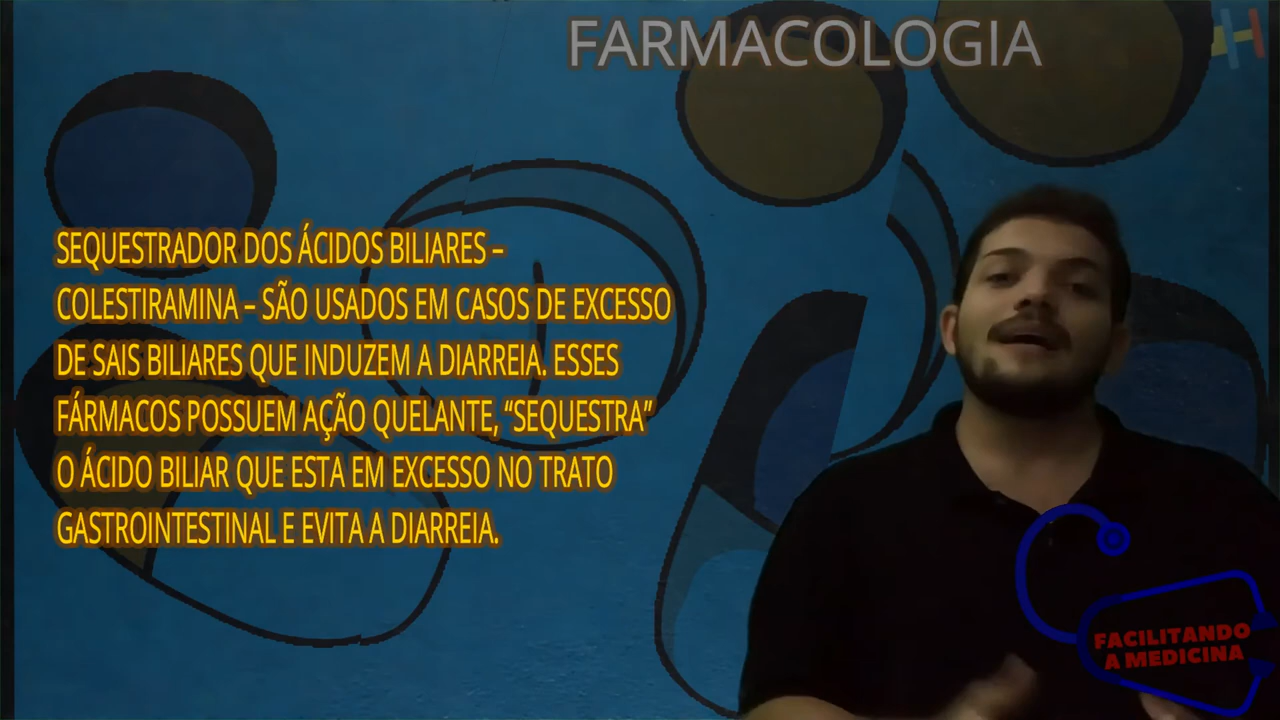 FARMACOLOGIA
H
SEQUESTRADOR DOS ÁCIDOS BILIARES –
COLESTIRAMINA – SÃO USADOS EM CASOS DE EXCESSO
DE SAIS BILIARES QUE INDUZEM A DIARREIA. ESSES
FÁRMACOS POSSUEM AÇÃO QUELANTE, “SEQUESTRA”
O ÁCIDO BILIAR QUE ESTA EM EXCESSO NO TRATO
GASTROINTESTINAL E EVITA A DIARREIA.
FACILITANDO
A MEDICINA